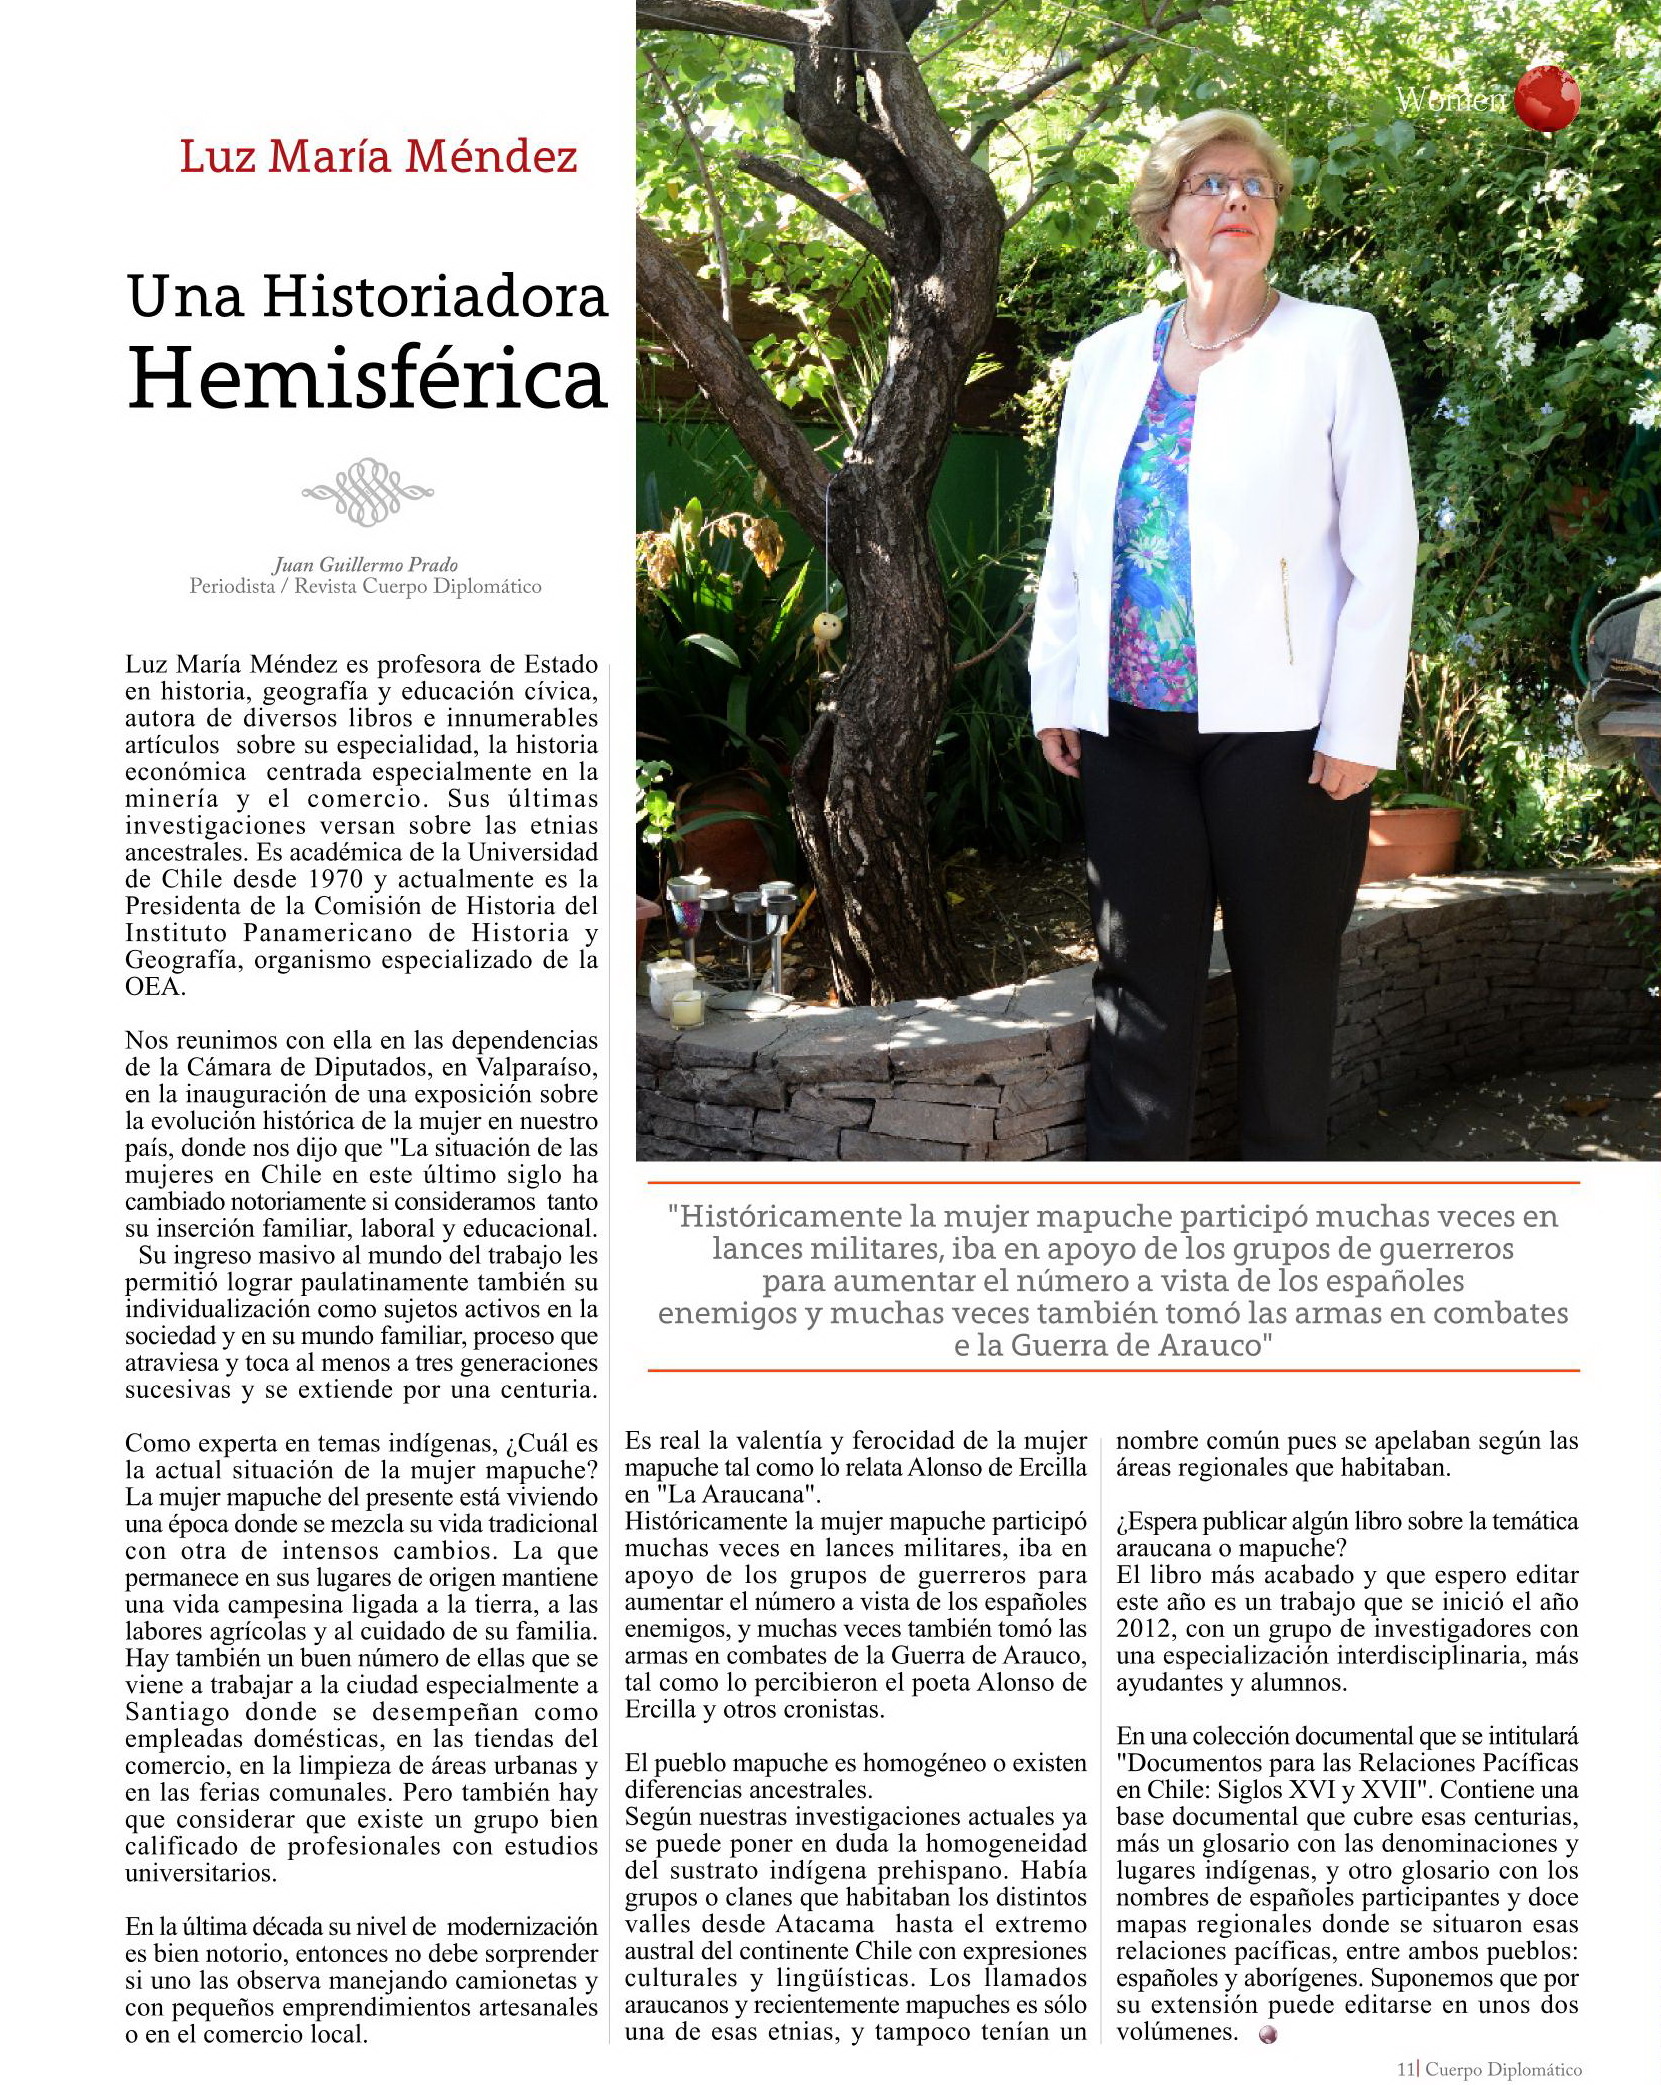 Women
Luz María Méndez
Una Historiadora
Hemisférica
Juan Guillermo Prado
Periodista / Revista Cuerpo Diplomático
Luz María Méndez es profesora de Estado
en historia, geografía y educación cívica,
autora de diversos libros e innumerables
artículos sobre su especialidad, la historia
económica centrada especialmente en la
minería y el comercio. Sus últimas
investigaciones versan sobre las etnias
ancestrales. Es académica de la Universidad
de Chile desde 1970 y actualmente es la
Presidenta de la Comisión de Historia del
Instituto Panamericano de Historia y
Geografía, organismo especializado de la
OEA.
Nos reunimos con ella en las dependencias
de la Cámara de Diputados, en Valparaíso,
en la inauguración de una exposición sobre
la evolución histórica de la mujer en nuestro
país, donde nos dijo que "La situación de las
mujeres en Chile en este último siglo ha
cambiado notoriamente si consideramos tanto
su inserción familiar, laboral y educacional.
Su ingreso masivo al mundo del trabajo les
permitió lograr paulatinamente también su
individualización como sujetos activos en la
sociedad y en su mundo familiar, proceso que
atraviesa y toca al menos a tres generaciones
sucesivas y se extiende por una centuria.
Como experta en temas indígenas, ¿Cuál es
la actual situación de la mujer mapuche?
La mujer mapuche del presente está viviendo
una época donde se mezcla su vida tradicional
con otra de intensos cambios. La que
permanece en sus lugares de origen mantiene
una vida campesina ligada a la tierra, a las
labores agrícolas y al cuidado de su familia.
Hay también un buen número de ellas que se
viene a trabajar a la ciudad especialmente a
Santiago donde se desempeñan como
empleadas domésticas, en las tiendas del
comercio, en la limpieza de áreas urbanas y
en las ferias comunales. Pero también hay
que considerar que existe un grupo bien
calificado de profesionales con estudios
universitarios.
En la última década su nivel de modernización
es bien notorio, entonces no debe sorprender
si uno las observa manejando camionetas y
con pequeños emprendimientos artesanales
o en el comercio local.
"Históricamente la mujer mapuche participó muchas veces en
lances militares, iba en apoyo de los grupos de guerreros
para aumentar el número a vista de los españoles
enemigos y muchas veces también tomó las armas en combates
e la Guerra de Arauco"
Es real la valentía y ferocidad de la mujer
mapuche tal como lo relata Alonso de Ercilla
en "La Araucana".
Históricamente la mujer mapuche participó
muchas veces en lances militares, iba en
apoyo de los grupos de guerreros para
aumentar el número a vista de los españoles
enemigos, y muchas veces también tomó las
armas en combates de la Guerra de Arauco,
tal como lo percibieron el poeta Alonso de
Ercilla y otros cronistas.
El pueblo mapuche es homogéneo o existen
diferencias ancestrales.
Según nuestras investigaciones actuales ya
se puede poner en duda la homogeneidad
del sustrato indígena prehispano. Había
grupos o clanes que habitaban los distintos
valles desde Atacama hasta el extremo
austral del continente Chile con expresiones
culturales y lingüísticas. Los llamados
araucanos y recientemente mapuches es sólo
una de esas etnias, y tampoco tenían un
nombre común pues se apelaban según las
áreas regionales que habitaban.
¿Espera publicar algún libro sobre la temática
araucana o mapuche?
El libro más acabado y que espero editar
este año es un trabajo que se inició el año
2012, con un grupo de investigadores con
una especialización interdisciplinaria, más
ayudantes y alumnos.
En una colección documental que se intitulará
"Documentos para las Relaciones Pacíficas
en Chile: Siglos XVI y XVII". Contiene una
base documental que cubre esas centurias,
más un glosario con las denominaciones y
lugares indígenas, y otro glosario con los
nombres de españoles participantes y doce
mapas regionales donde se situaron esas
relaciones pacíficas, entre ambos pueblos:
españoles y aborígenes. Suponemos que por
su extensión puede editarse en unos dos
volúmenes.
11| Cuerpo Diplomático